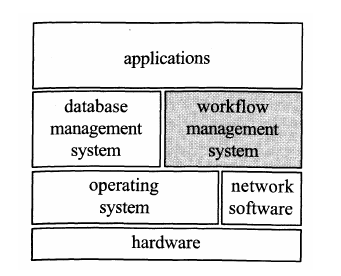 applications
database
management
system
workflow
management
system
operating
system
network
software
hardware